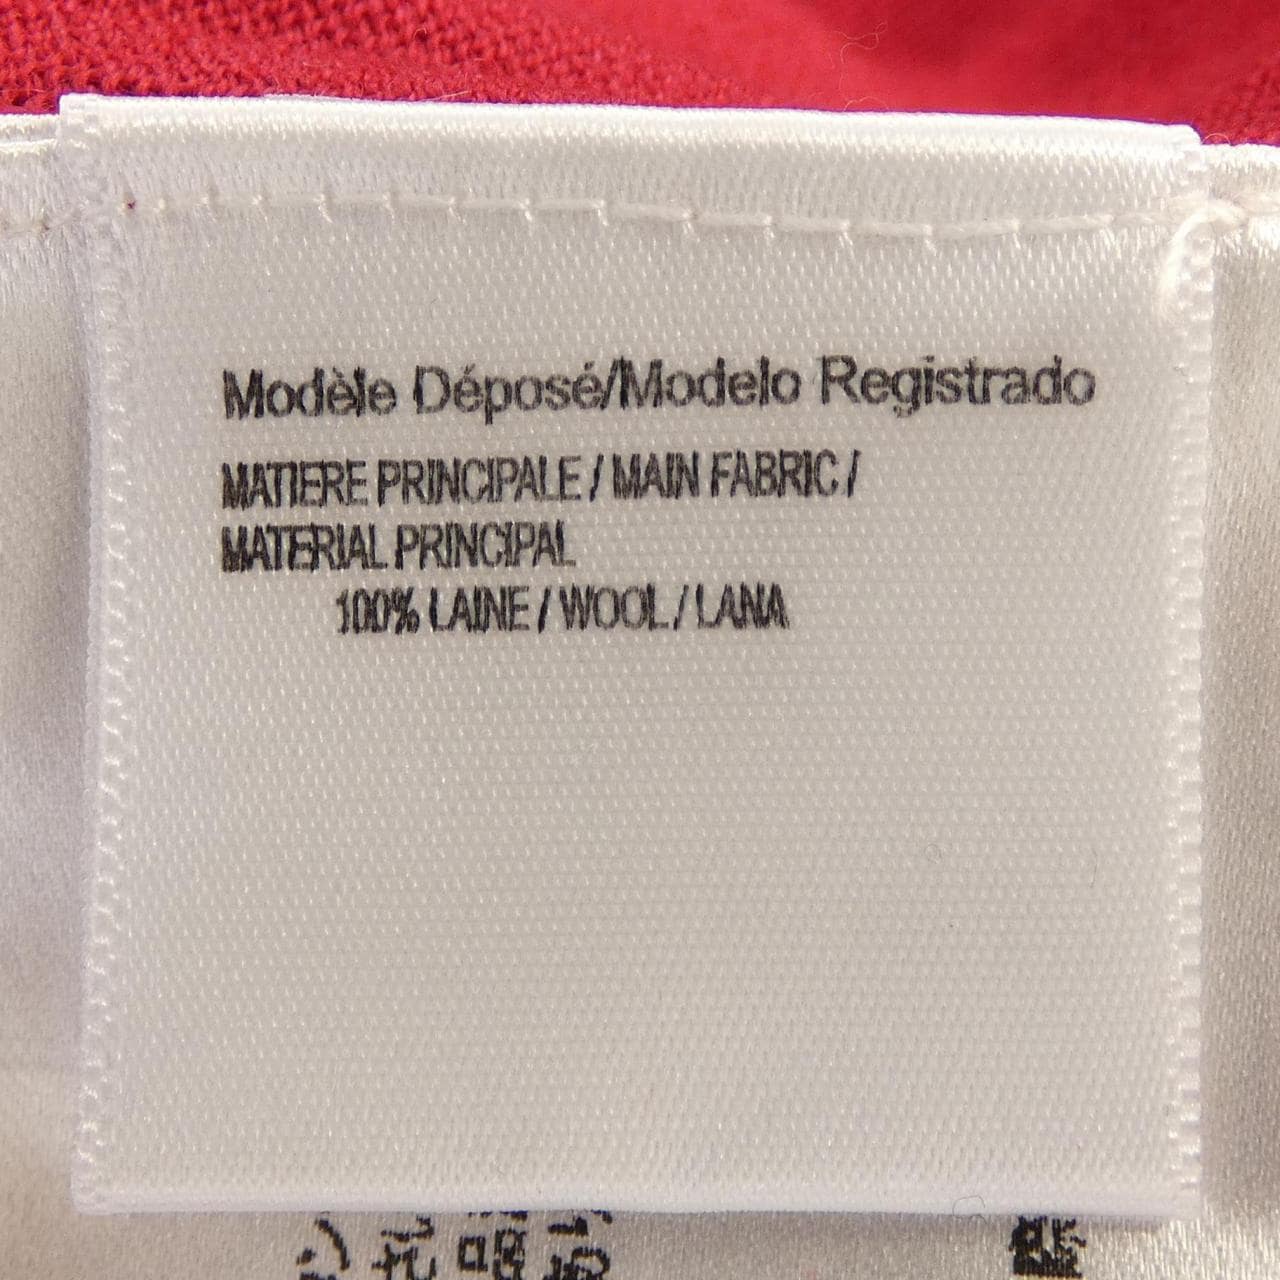 Modèle Déposé/Modelo Registrado
MATIERE PRINCIPALE / MAIN FABRIC /
MATERIAL PRINCIPAL
100% LAINE / WOOL / LANA